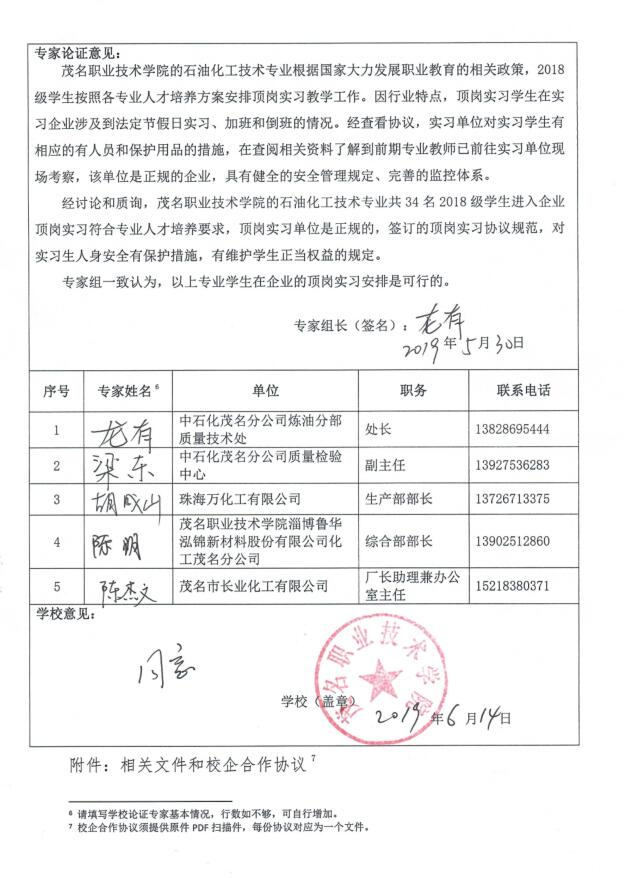 专家论证意见：
茂名职业技术学院的石油化工技术专业根据国家大力发展职业教育的相关政策，2018
级学生按照各专业人才培养方案安排顶岗实习教学工作。因行业特点，顶岗实习学生在实
习企业涉及到法定节假日实习、加班和倒班的情况。经查看协议，实习单位对实习学生有
相应的有人员和保护用品的措施，在查阅相关资料了解到前期专业教师已前往实习单位现
场考察，该单位是正规的企业，具有健全的安全管理规定、完善的监控体系。
经讨论和质询，茂名职业技术学院的石油化工技术专业共 34 名 2018 级学生进入企业
顶岗实习符合专业人才培养要求，顶岗实习单位是正规的，签订的顶岗实习协议规范，对
实习生人身安全有保护措施，有维护学生正当权益的规定。
专家组一致认为，以上专业学生在企业的顶岗实习安排是可行的。
专家组长（签名）：龙有
2019年5月30日
序号 专家姓名6 单位 职务 联系电话
1 龙有 中石化茂名分公司炼油分部 处长 13828695444
质量技术处
2 梁东 中石化茂名分公司质量检验 副主任 13927536283
中心
3 胡成山 珠海万化工有限公司 生产部部长 13726713375
茂名职业技术学院淄博鲁华
4 陈明 泓锦新材料股份有限公司化 综合部部长 13902512860
工茂名分公司
5 陈杰文 茂名市长业化工有限公司 厂长助理兼办公 15218380371
室主任
学校意见：
同意
茂名职业技术学院
学校（盖章）
2019年6月14日
附件：相关文件和校企合作协议7
6 请填写学校论证专家基本情况，行数如不够，可自行增加。
7 校企合作协议须提供原件 PDF 扫描件，每份协议对应为一个文件。